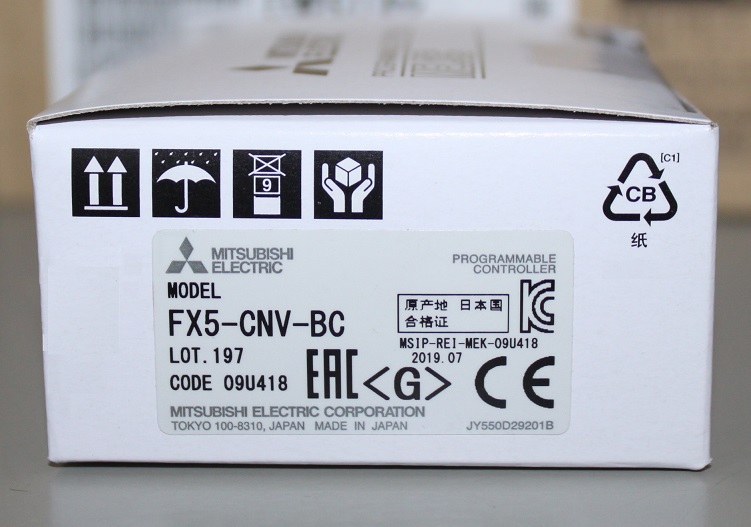 MITSUBISHI
ELECTRIC
9
[C1]
CB
纸
MITSUBISHI
ELECTRIC
PROGRAMMABLE
CONTROLLER
MODEL
FX5-CNV-BC
原产地 日本国
合格证
MSIP-REI-MEK-09U418
2019.07
LOT.197
CODE 09U418
EAC <G> CE
MITSUBISHI ELECTRIC CORPORATION
TOKYO 100-8310, JAPAN MADE IN JAPAN
JY550D29201B